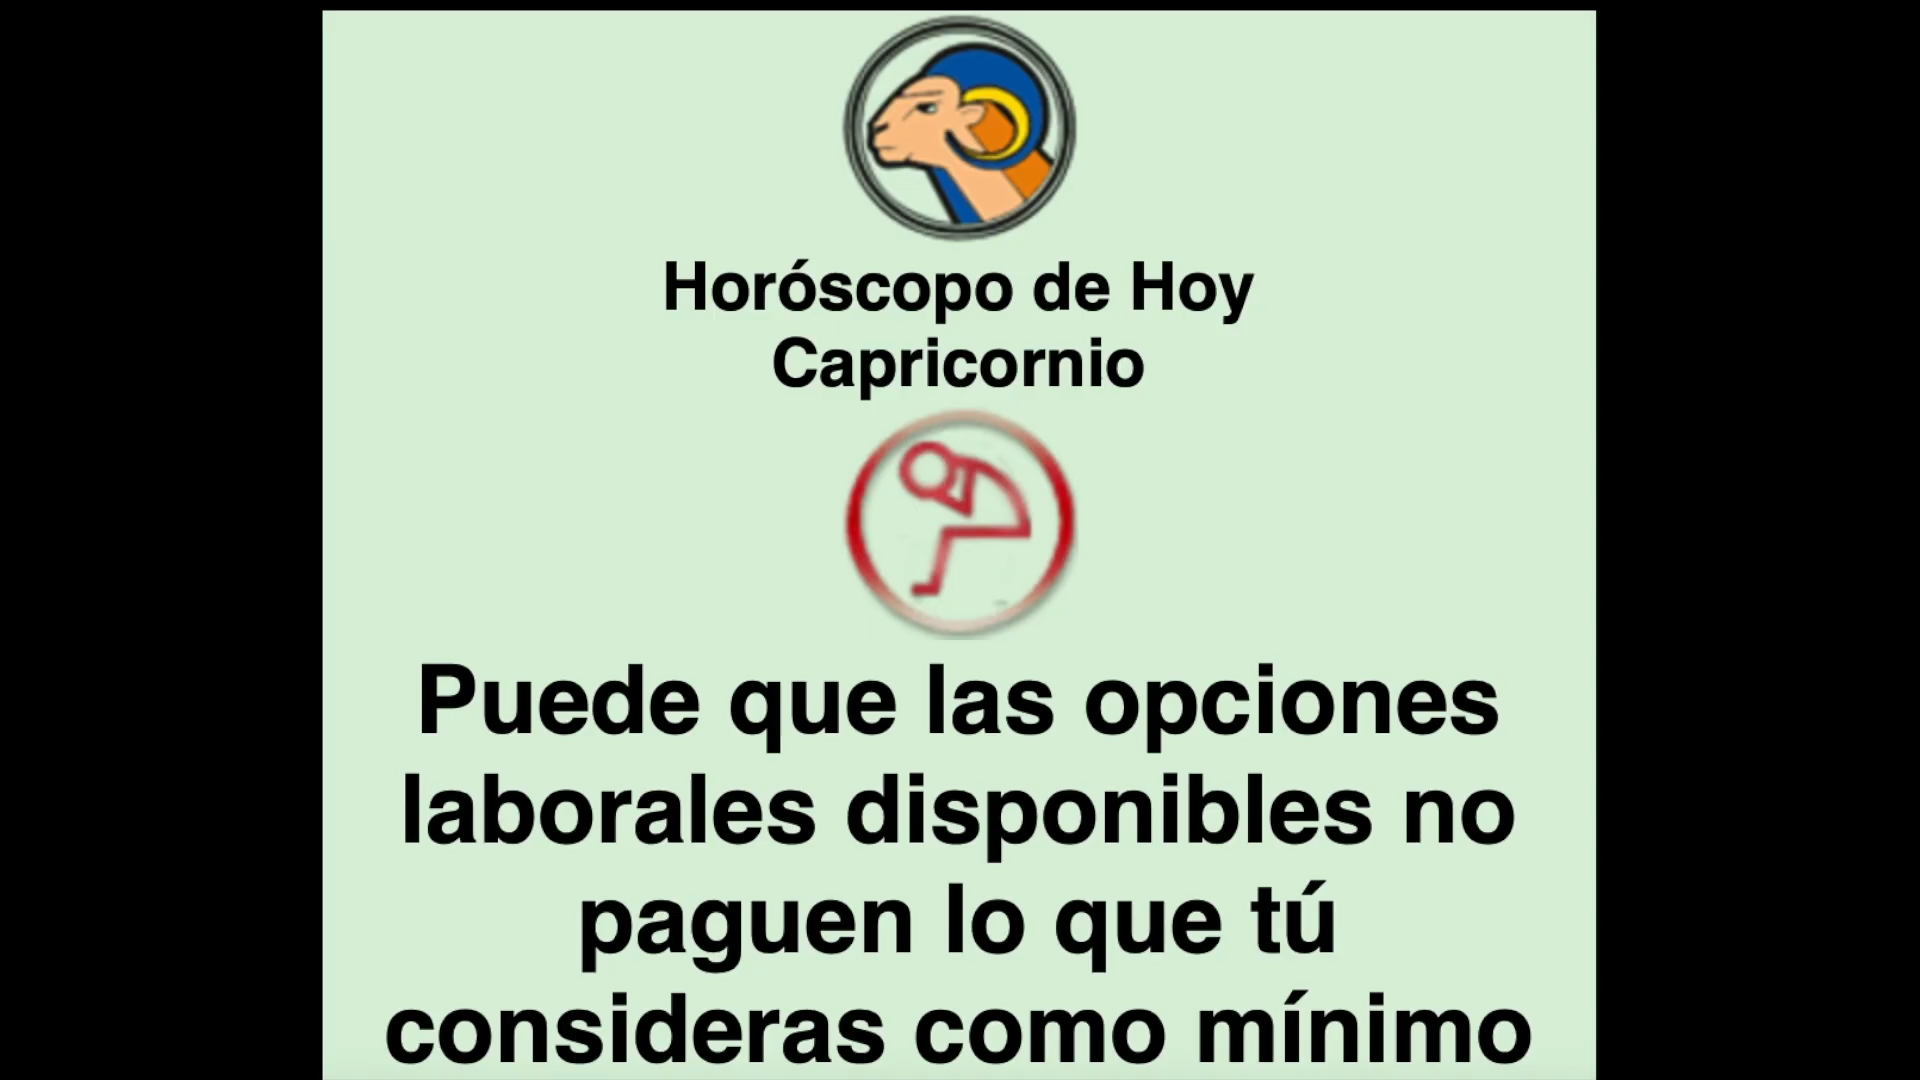 Horóscopo de Hoy
Capricornio
Puede que las opciones
laborales disponibles no
paguen lo que tú
consideras como mínimo